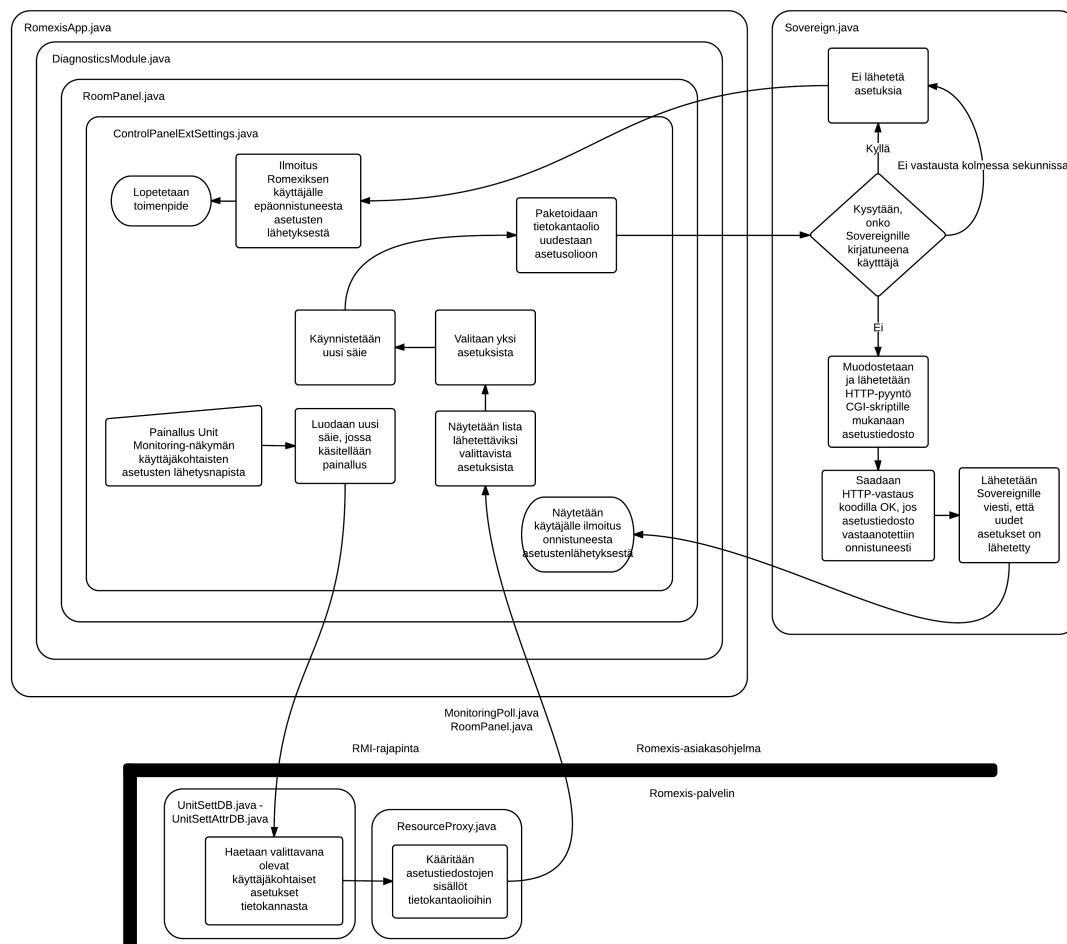 RomexisApp.java
DiagnosticsModule.java
RoomPanel.java
ControlPanelExtSettings.java
Lopetetaan
toimenpide
Ilmoitus
Romexiksen
käyttäjälle
epäonnistuneesta
asetusten
lähetyksestä
Paketoidaan
tietokantaolio
uudestaan
asetusolioon
Käynnistetään
uusi säie
Valitaan yksi
asetuksista
Painallus Unit
Monitoring-näkymän
käyttäjäkohtaisten
asetusten lähetysnapista
Luodaan uusi
säie, jossa
käsitellään
painallus
Näytetään lista
lähetettäviksi
valittavista
asetuksista
Näytetään
käytäjälle ilmoitus
onnistuneesta
asetustenlähetyksestä
Sovereign.java
Ei lähetetä
asetuksia
Kyllä
Ei vastausta kolmessa sekunnissa
Kysytään,
onko
Sovereignille
kirjatuneena
käytttäjä
Ei
Muodostetaan
ja lähetetään
HTTP-pyyntö
CGI-skriptille
mukanaan
asetustiedosto
Saadaan
HTTP-vastaus
koodilla OK, jos
asetustiedosto
vastaanotettiin
onnistuneesti
Lähetetään
Sovereignille
viesti, että
uudet
asetukset on
lähetetty
MonitoringPoll.java
RoomPanel.java
RMI-rajapinta
Romexis-asiakasohjelma
Romexis-palvelin
UnitSettDB.java -
UnitSettAttrDB.java
Haetaan valittavana
olevat
käyttäjäkohtaiset
asetukset
tietokannasta
ResourceProxy.java
Kääritään
asetustiedostojen
sisällöt
tietokantaolioihin